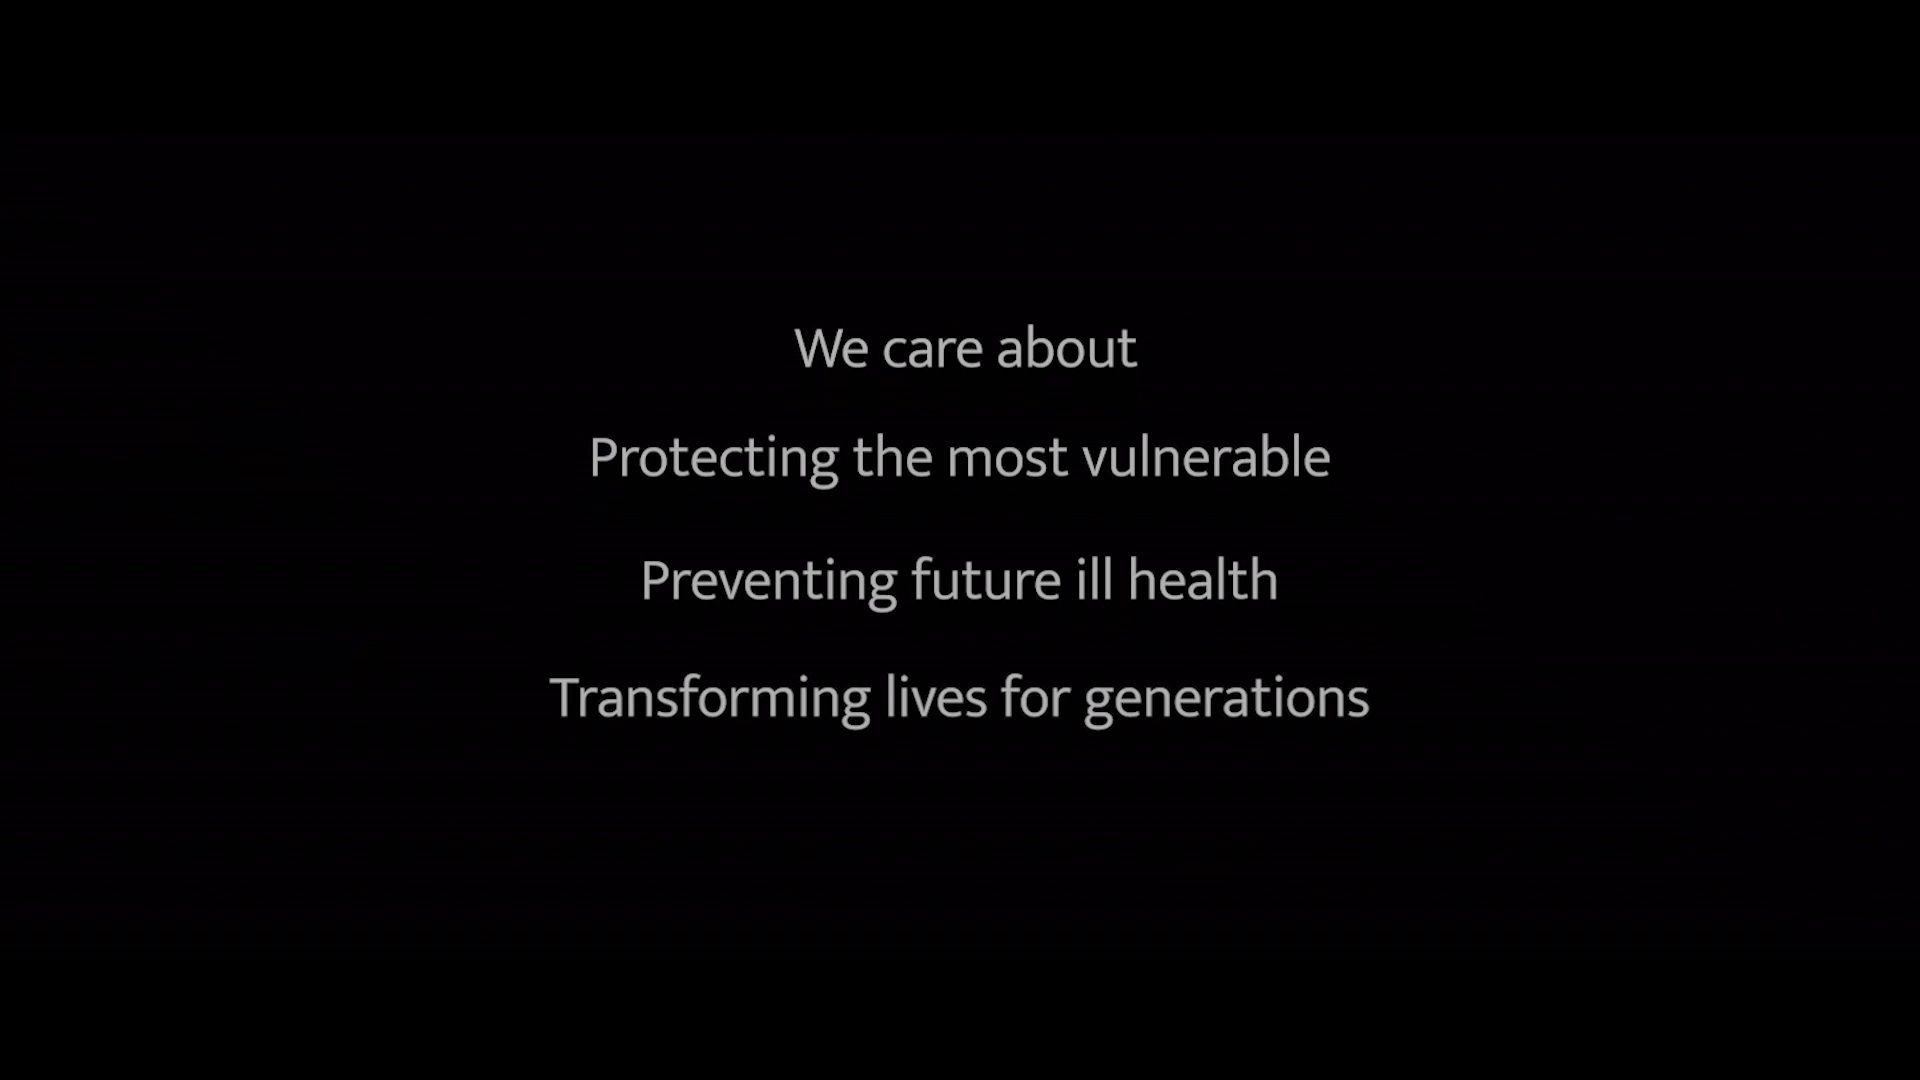 We care about
Protecting the most vulnerable
Preventing future ill health
Transforming lives for generations